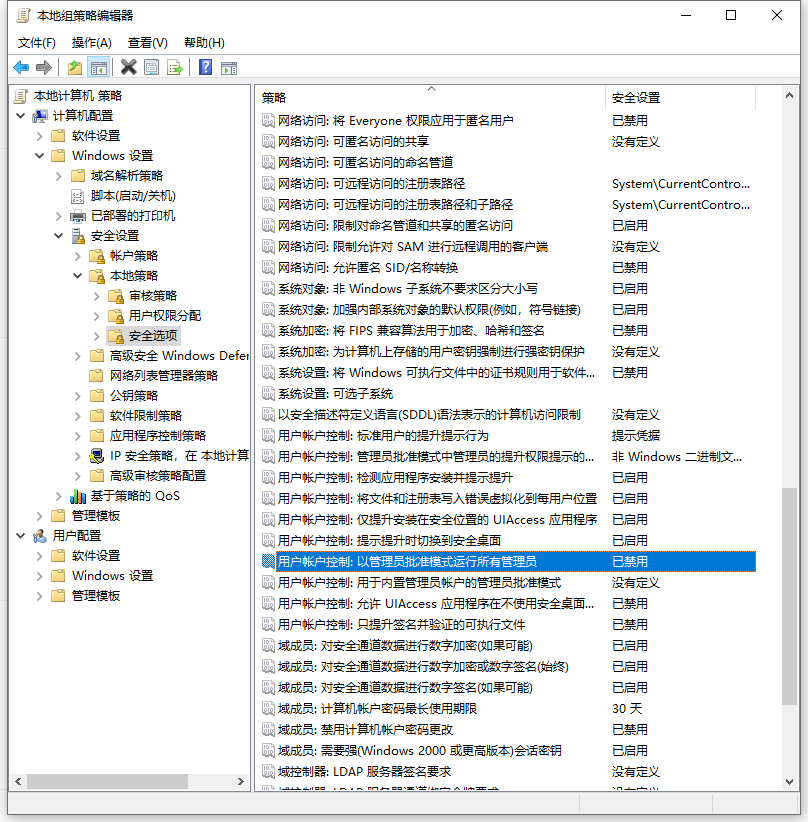 本地组策略编辑器
文件(F) 操作(A) 查看(V) 帮助(H)
本地计算机 策略
计算机配置
软件设置
Windows 设置
域名解析策略
脚本(启动/关机)
已部署的打印机
安全设置
帐户策略
本地策略
审核策略
用户权限分配
安全选项
高级安全 Windows Defer
网络列表管理器策略
公钥策略
软件限制策略
应用程序控制策略
IP 安全策略，在 本地计算
高级审核策略配置
基于策略的 QoS
管理模板
用户配置
软件设置
Windows 设置
管理模板
策略 安全设置
网络访问: 将 Everyone 权限应用于匿名用户 已禁用
网络访问: 可匿名访问的共享 没有定义
网络访问: 可匿名访问的命名管道
网络访问: 可远程访问的注册表路径 System\CurrentContro...
网络访问: 可远程访问的注册表路径和子路径 System\CurrentContro...
网络访问: 限制对命名管道和共享的匿名访问 已启用
网络访问: 限制允许对 SAM 进行远程调用的客户端 没有定义
网络访问: 允许匿名 SID/名称转换 已禁用
系统对象: 非 Windows 子系统不要求区分大小写 已启用
系统对象: 加强内部系统对象的默认权限(例如，符号链接) 已启用
系统加密: 将 FIPS 兼容算法用于加密、哈希和签名 已禁用
系统加密: 为计算机上存储的用户密钥强制进行强密钥保护 没有定义
系统设置: 将 Windows 可执行文件中的证书规则用于软件... 已禁用
系统设置: 可选子系统
以安全描述符定义语言(SDDL)语法表示的计算机访问限制 没有定义
用户帐户控制: 标准用户的提升提示行为 提示凭据
用户帐户控制: 管理员批准模式中管理员的提升权限提示的... 非 Windows 二进制文...
用户帐户控制: 检测应用程序安装并提示提升 已启用
用户帐户控制: 将文件和注册表写入错误虚拟化到每用户位置 已启用
用户帐户控制: 仅提升安装在安全位置的 UIAccess 应用程序 已启用
用户帐户控制: 提示提升时切换到安全桌面 已启用
用户帐户控制: 以管理员批准模式运行所有管理员 已禁用
用户帐户控制: 用于内置管理员帐户的管理员批准模式 没有定义
用户帐户控制: 允许 UIAccess 应用程序在不使用安全桌面... 已禁用
用户帐户控制: 只提升签名并验证的可执行文件 已禁用
域成员: 对安全通道数据进行数字加密(如果可能) 已启用
域成员: 对安全通道数据进行数字加密或数字签名(始终) 已启用
域成员: 对安全通道数据进行数字签名(如果可能) 已启用
域成员: 计算机帐户密码最长使用期限 30 天
域成员: 禁用计算机帐户密码更改 已禁用
域成员: 需要强(Windows 2000 或更高版本)会话密钥 已启用
域控制器: LDAP 服务器签名要求 没有定义